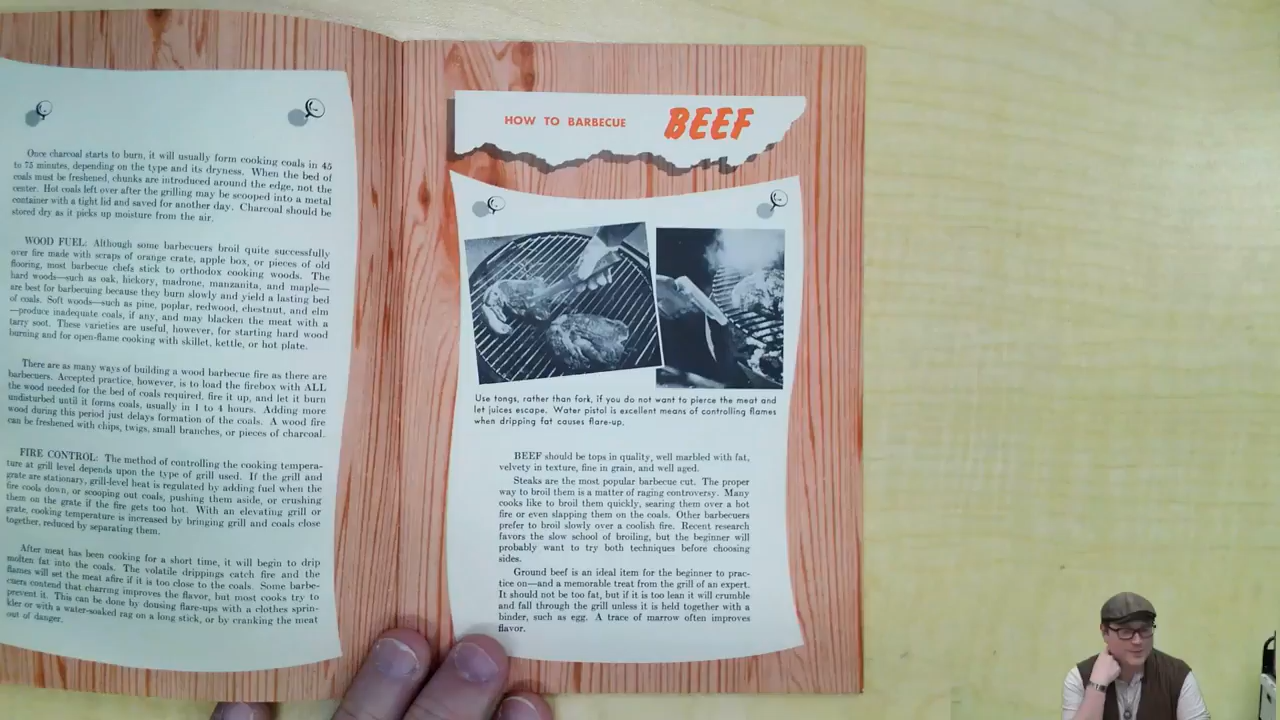 Once charcoal starts to burn, it will usually form cooking coals in 45
to 75 minutes, depending on the type and its dryness. When the bed of
coals must be freshened, chunks are introduced around the edge, not the
center. Hot coals left over after the grilling may be scooped into a metal
container with a tight lid and saved for another day. Charcoal should be
stored dry as it picks up moisture from the air.
WOOD FUEL: Although some barbecuers broil quite successfully
over fire made with scraps of orange crate, apple box, or pieces of old
flooring, most barbecue chefs stick to orthodox cooking woods. The
hard woods—such as oak, hickory, madrone, manzanita, and maple—
are best for barbecuing because they burn slowly and yield a lasting bed
of coals. Soft woods—such as pine, poplar, redwood, chestnut, and elm
—produce inadequate coals, if any, and may blacken the meat with a
tarry soot. These varieties are useful, however, for starting hard wood
burning and for open-flame cooking with skillet, kettle, or hot plate.
There are as many ways of building a wood barbecue fire as there are
barbecuers. Accepted practice, however, is to load the firebox with ALL
the wood needed for the bed of coals required, fire it up, and let it burn
undisturbed until it forms coals, usually in 1 to 4 hours. Adding more
wood during this period just delays formation of the coals. A wood fire
can be freshened with chips, twigs, small branches, or pieces of charcoal.
FIRE CONTROL: The method of controlling the cooking tempera-
ture at grill level depends upon the type of grill used. If the grill and
grate are stationary, grill-level heat is regulated by adding fuel when the
fire cools down, or scooping out coals, pushing them aside, or crushing
them on the grate if the fire gets too hot. With an elevating grill or
grate, cooking temperature is increased by bringing grill and coals close
together, reduced by separating them.
After meat has been cooking for a short time, it will begin to drip
molten fat into the coals. The volatile drippings catch fire and the
flames will set the meat afire if it is too close to the coals. Some barbe-
cuers contend that charring improves the flavor, but most cooks try to
prevent it. This can be done by dousing flare-ups with a clothes sprin-
kler or with a water-soaked rag on a long stick, or by cranking the meat
out of danger.
HOW TO BARBECUE BEEF
Use tongs, rather than fork, if you do not want to pierce the meat and
let juices escape. Water pistol is excellent means of controlling flames
when dripping fat causes flare-up.
BEEF should be tops in quality, well marbled with fat,
velvety in texture, fine in grain, and well aged.
Steaks are the most popular barbecue cut. The proper
way to broil them is a matter of raging controversy. Many
cooks like to broil them quickly, searing them over a hot
fire or even slapping them on the coals. Other barbecuers
prefer to broil slowly over a coolish fire. Recent research
favors the slow school of broiling, but the beginner will
probably want to try both techniques before choosing
sides.
Ground beef is an ideal item for the beginner to prac-
tice on—and a memorable treat from the grill of an expert.
It should not be too fat, but if it is too lean it will crumble
and fall through the grill unless it is held together with a
binder, such as egg. A trace of marrow often improves
flavor.